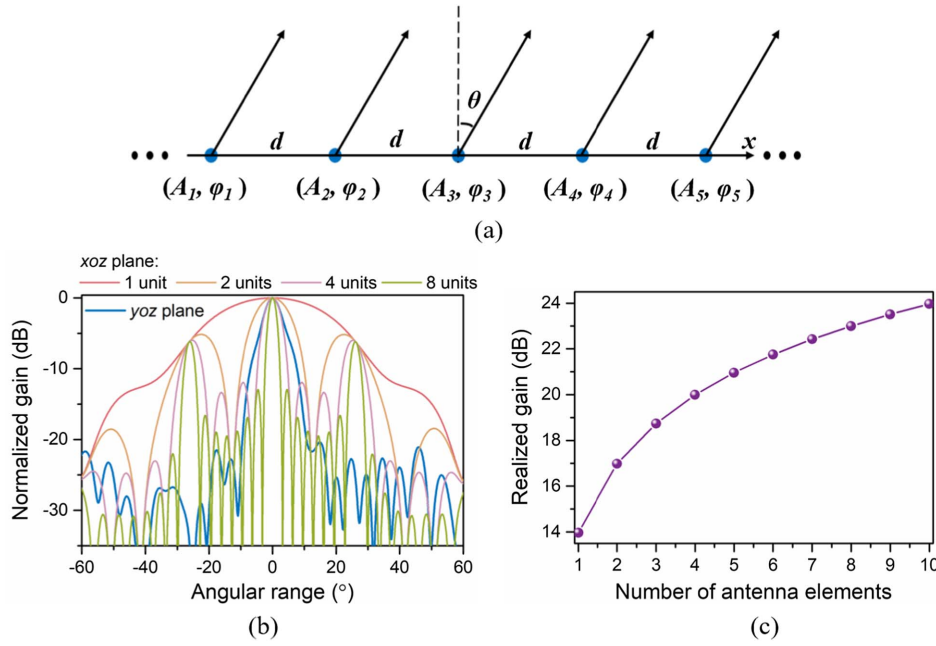 θ
d d d d x
(A1, φ1) (A2, φ2) (A3, φ3) (A4, φ4) (A5, φ5)
(a)
xoz plane:
1 unit 2 units 4 units 8 units
yoz plane
Normalized gain (dB)
0
-10
-20
-30
-60 -40 -20 0 20 40 60
Angular range (°)
(b)
Realized gain (dB)
24
22
20
18
16
14
1 2 3 4 5 6 7 8 9 10
Number of antenna elements
(c)